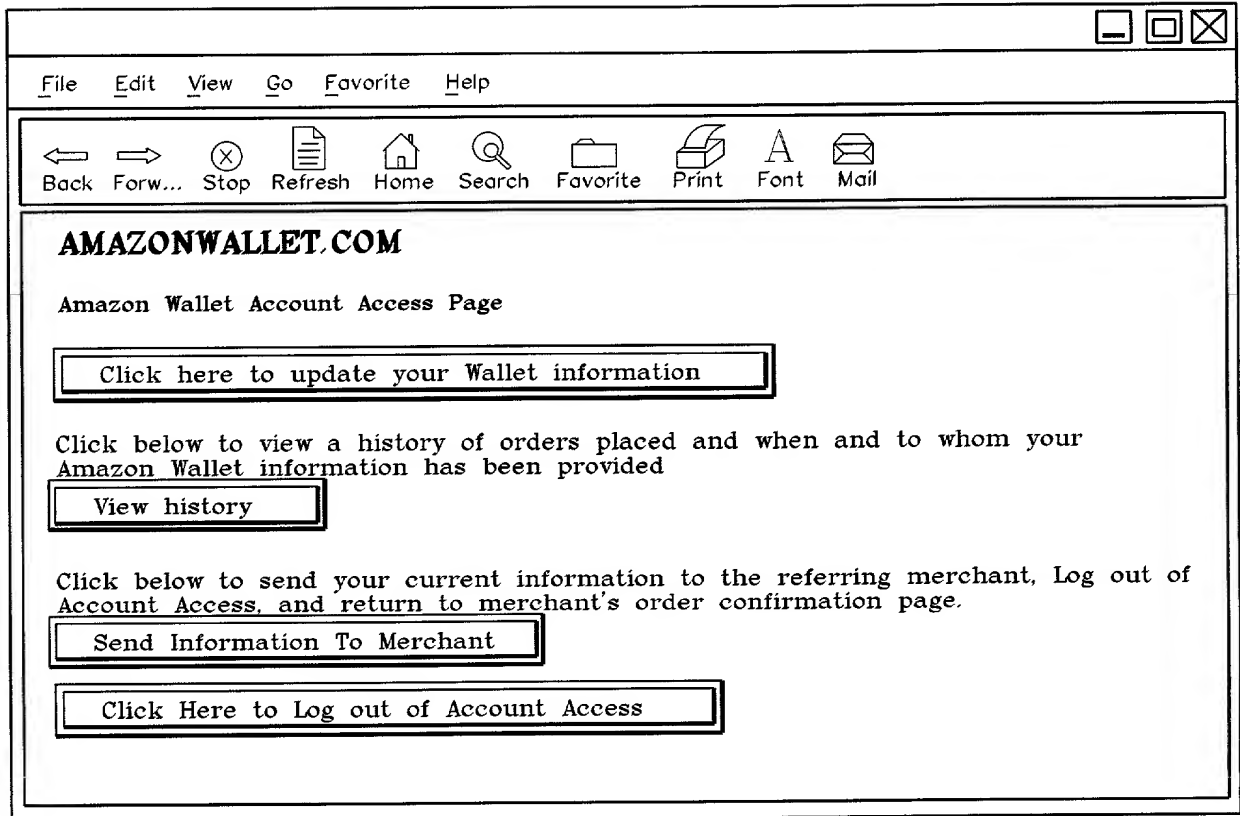 File Edit View Go Favorite Help
Back Forw... Stop Refresh Home Search Favorite Print Font Mail
AMAZONWALLET.COM
Amazon Wallet Account Access Page
Click here to update your Wallet information
Click below to view a history of orders placed and when and to whom your
Amazon Wallet information has been provided
View history
Click below to send your current information to the referring merchant, Log out of
Account Access, and return to merchant's order confirmation page.
Send Information To Merchant
Click Here to Log out of Account Access